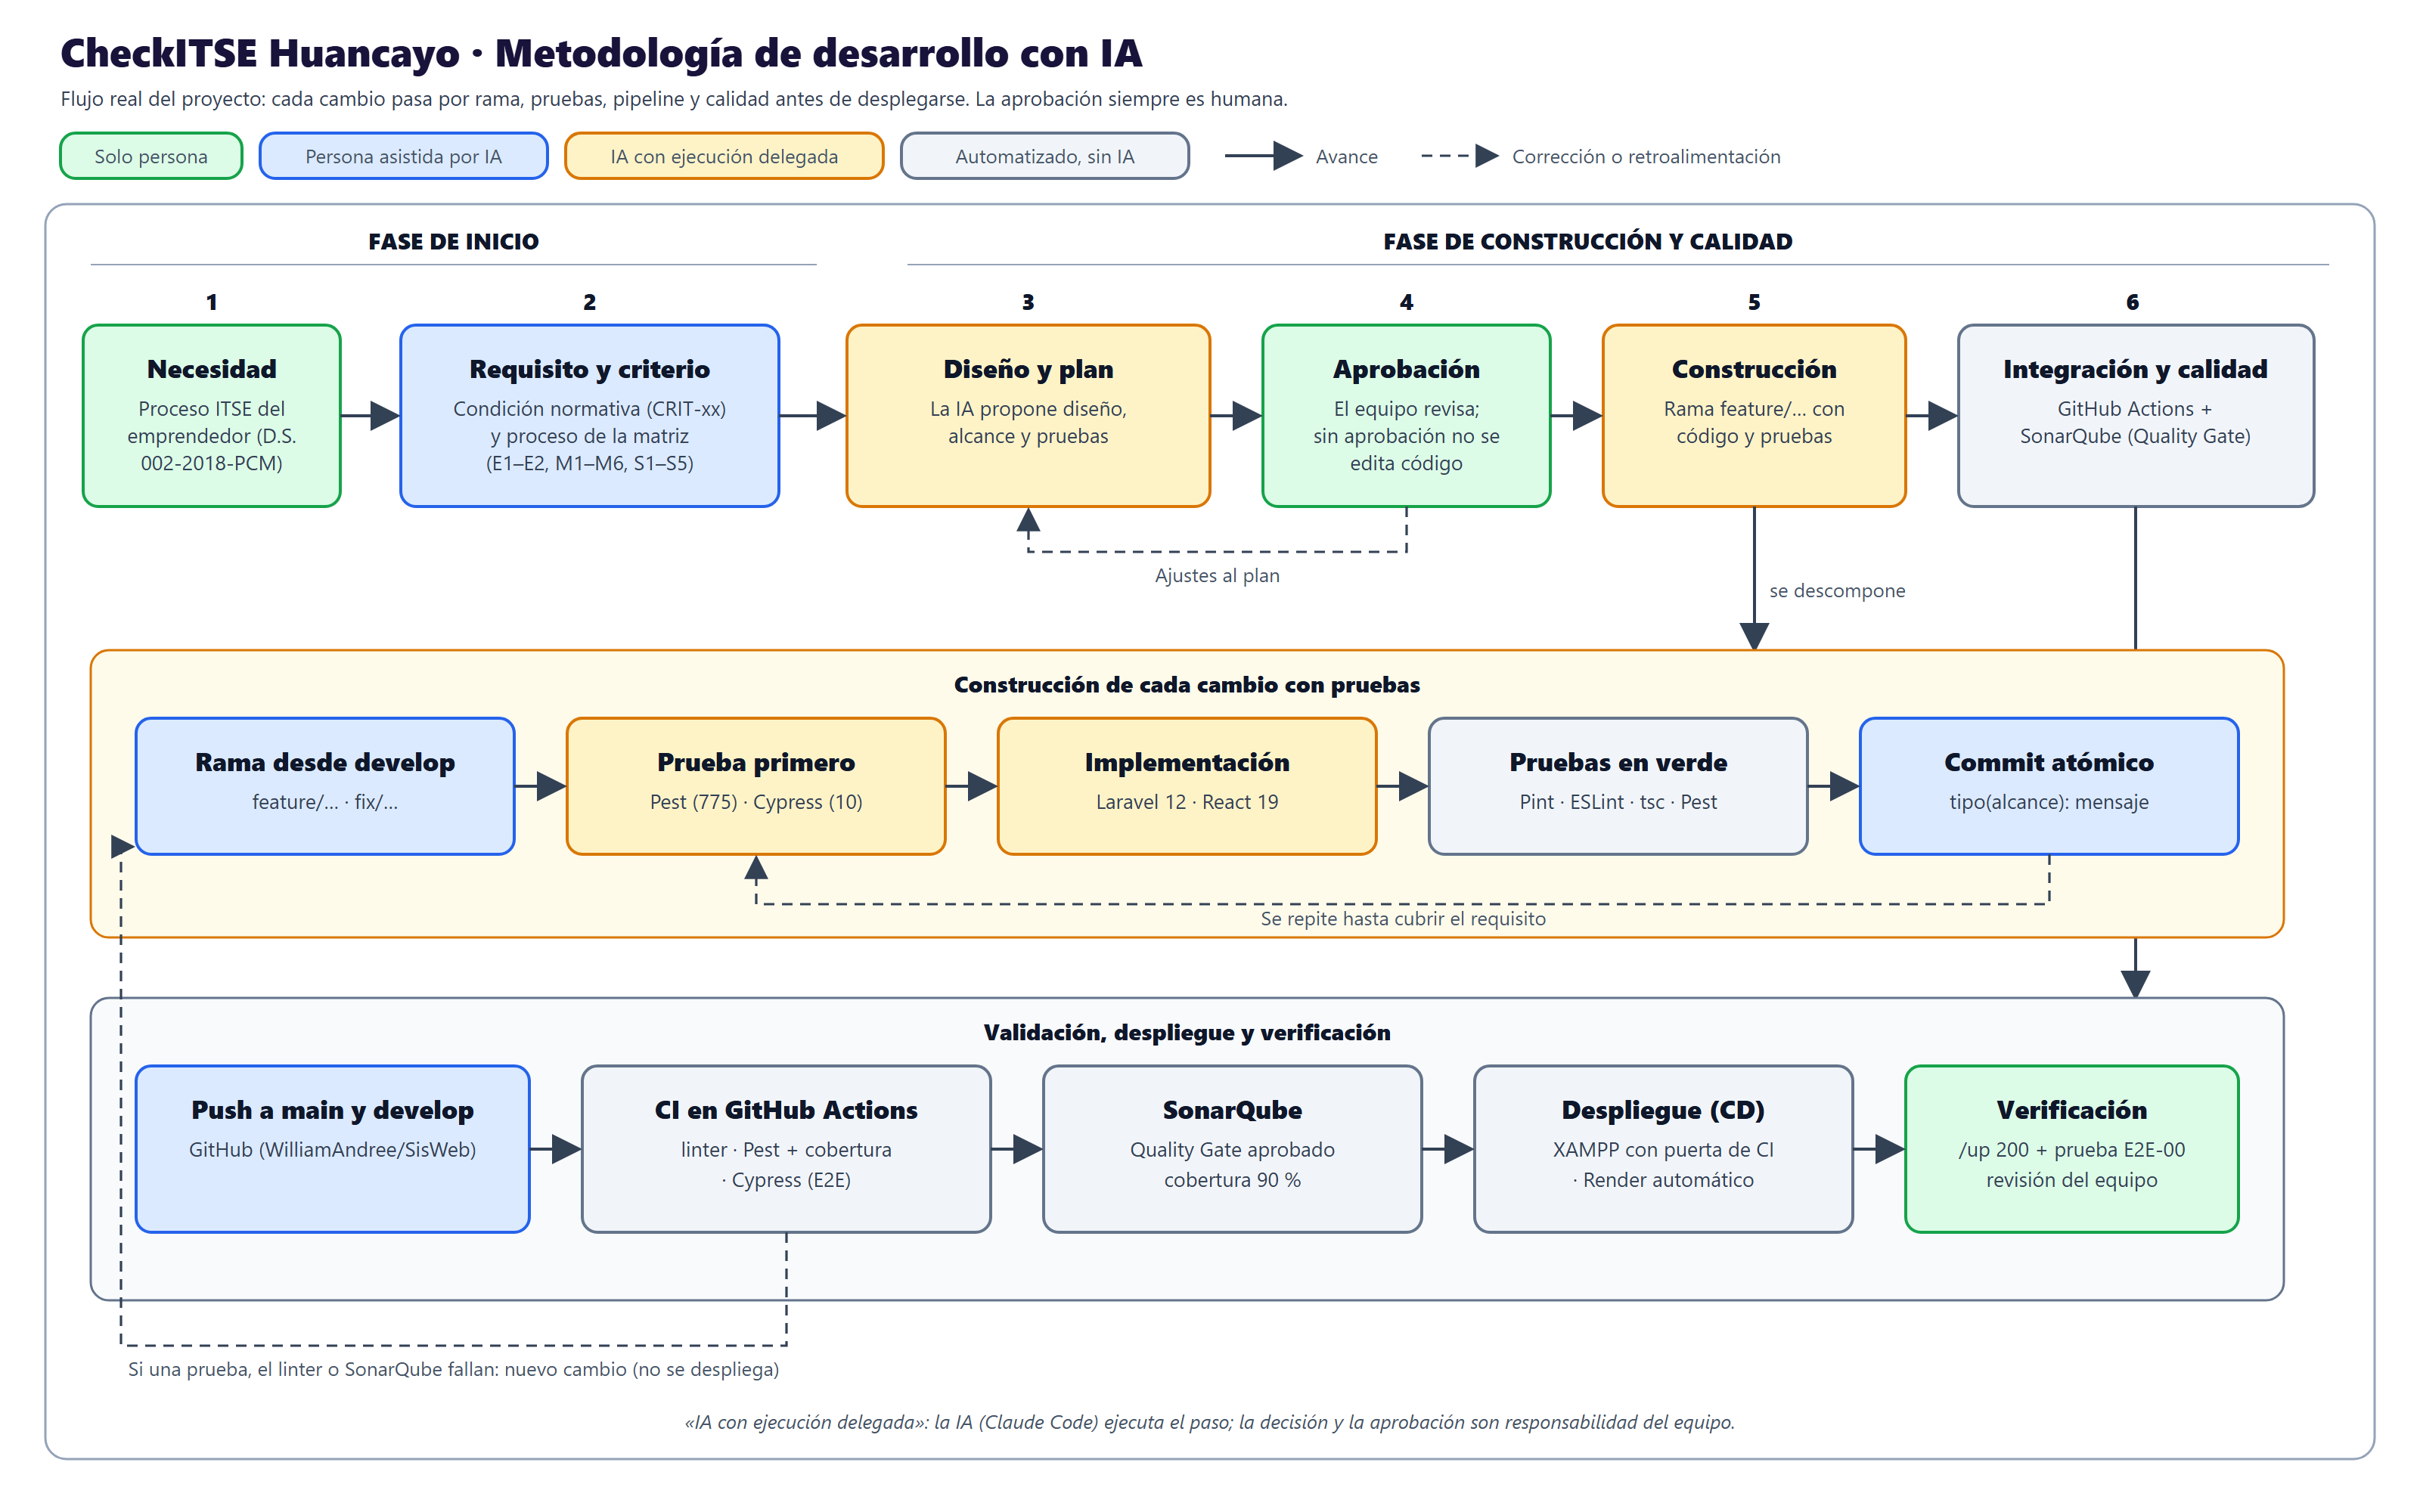 CheckITSE Huancayo · Metodología de desarrollo con IA
Flujo real del proyecto: cada cambio pasa por rama, pruebas, pipeline y calidad antes de desplegarse. La aprobación siempre es humana.
Solo persona
Persona asistida por IA
IA con ejecución delegada
Automatizado, sin IA
Avance
Corrección o retroalimentación
FASE DE INICIO
FASE DE CONSTRUCCIÓN Y CALIDAD
1
2
3
4
5
6
Necesidad
Proceso ITSE del
emprendedor (D.S.
002-2018-PCM)
Requisito y criterio
Condición normativa (CRIT-xx)
y proceso de la matriz
(E1–E2, M1–M6, S1–S5)
Diseño y plan
La IA propone diseño,
alcance y pruebas
Aprobación
El equipo revisa;
sin aprobación no se
edita código
Construcción
Rama feature/... con
código y pruebas
Integración y calidad
GitHub Actions +
SonarQube (Quality Gate)
Ajustes al plan
se descompone
Construcción de cada cambio con pruebas
Rama desde develop
feature/... · fix/...
Prueba primero
Pest (775) · Cypress (10)
Implementación
Laravel 12 · React 19
Pruebas en verde
Pint · ESLint · tsc · Pest
Commit atómico
tipo(alcance): mensaje
Se repite hasta cubrir el requisito
Validación, despliegue y verificación
Push a main y develop
GitHub (WilliamAndree/SisWeb)
CI en GitHub Actions
linter · Pest + cobertura
· Cypress (E2E)
SonarQube
Quality Gate aprobado
cobertura 90 %
Despliegue (CD)
XAMPP con puerta de CI
· Render automático
Verificación
/up 200 + prueba E2E-00
revisión del equipo
Si una prueba, el linter o SonarQube fallan: nuevo cambio (no se despliega)
«IA con ejecución delegada»: la IA (Claude Code) ejecuta el paso; la decisión y la aprobación son responsabilidad del equipo.